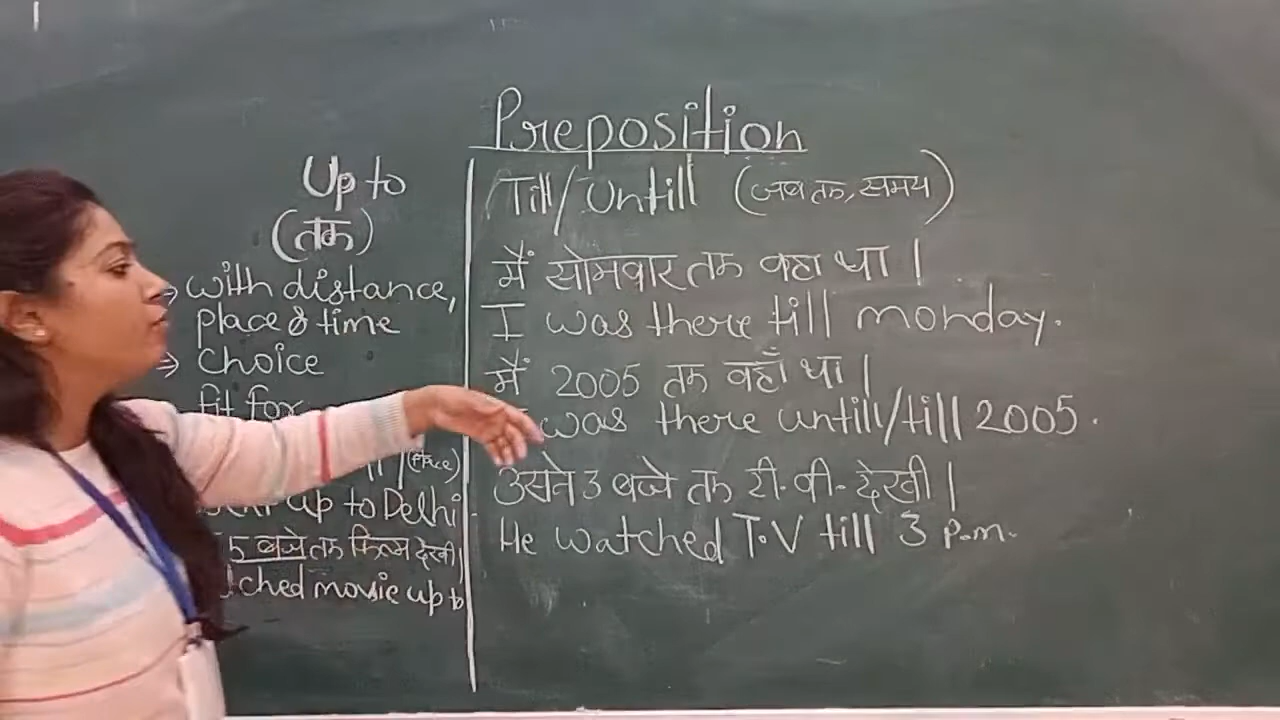 Preposition
Up to
(तक)
→ with distance,
place & time
→ Choice
fit for
(place)
up to Delhi
5 बजे तक फिल्म देखी|
ched movie up to
Till/Untill (जब तक, समय)
मैं सोमवार तक वहा था |
I was there till monday.
मैं 2005 तक वहाँ था |
was there untill/till 2005.
उसने 3 बजे तक टी.वी. देखी |
He watched T.V till 3 p.m.